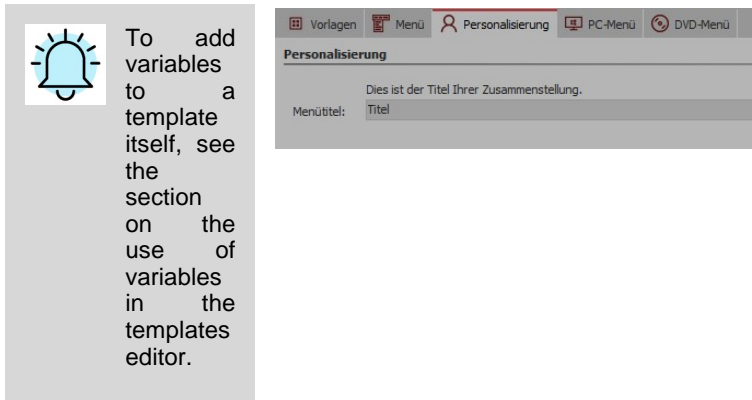 To add
variables
to a
template
itself, see
the
section
on the
use of
variables
in the
templates
editor.
Vorlagen Menü Personalisierung PC-Menü DVD-Menü
Personalisierung
Dies ist der Titel Ihrer Zusammenstellung.
Menütitel: Titel